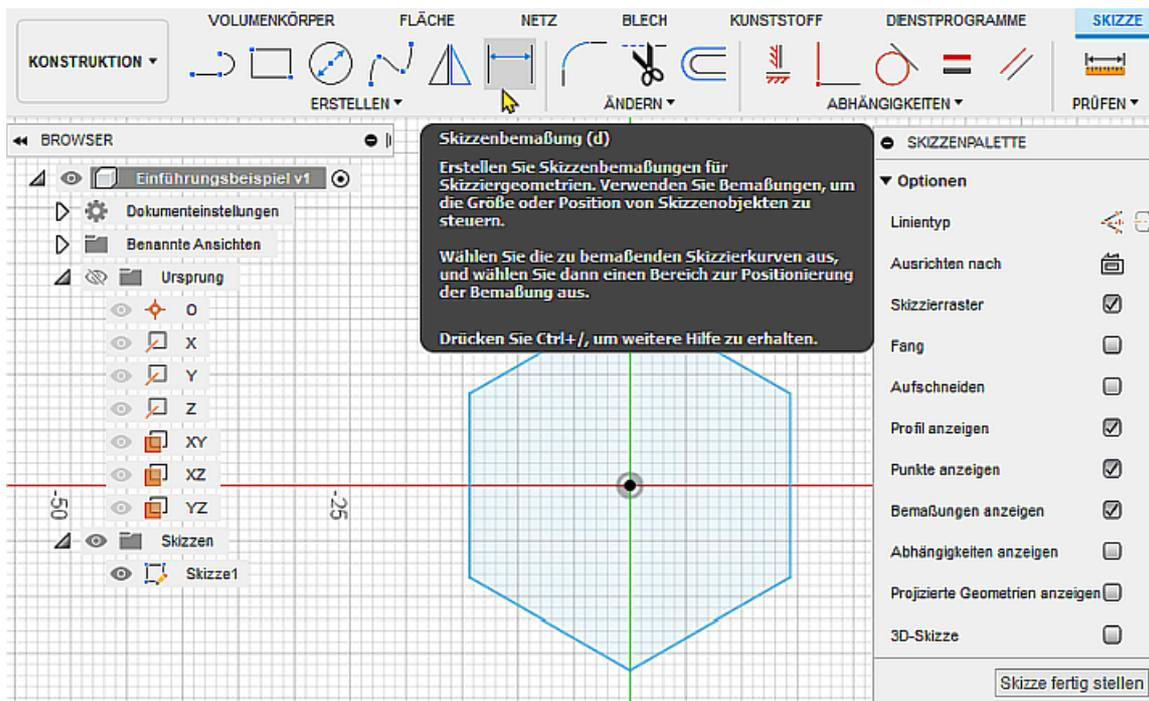 VOLUMENKÖRPER FLÄCHE NETZ BLECH KUNSTSTOFF DIENSTPROGRAMME SKIZZE
KONSTRUKTION
ERSTELLEN ÄNDERN ABHÄNGIGKEITEN PRÜFEN
BROWSER
Einführungsbeispiel v1
Dokumenteinstellungen
Benannte Ansichten
Ursprung
O
X
Y
Z
XY
XZ
YZ
Skizzen
Skizze1
-50
-25
Skizzenbemaßung (d)
Erstellen Sie Skizzenbemaßungen für
Skizziergeometrien. Verwenden Sie Bemaßungen, um
die Größe oder Position von Skizzenobjekten zu
steuern.
Wählen Sie die zu bemaßenden Skizzierkurven aus,
und wählen Sie dann einen Bereich zur Positionierung
der Bemaßung aus.
Drücken Sie Ctrl+/, um weitere Hilfe zu erhalten.
SKIZZENPALETTE
Optionen
Linientyp
Ausrichten nach
Skizzierraster
Fang
Aufschneiden
Profil anzeigen
Punkte anzeigen
Bemaßungen anzeigen
Abhängigkeiten anzeigen
Projizierte Geometrien anzeigen
3D-Skizze
Skizze fertig stellen